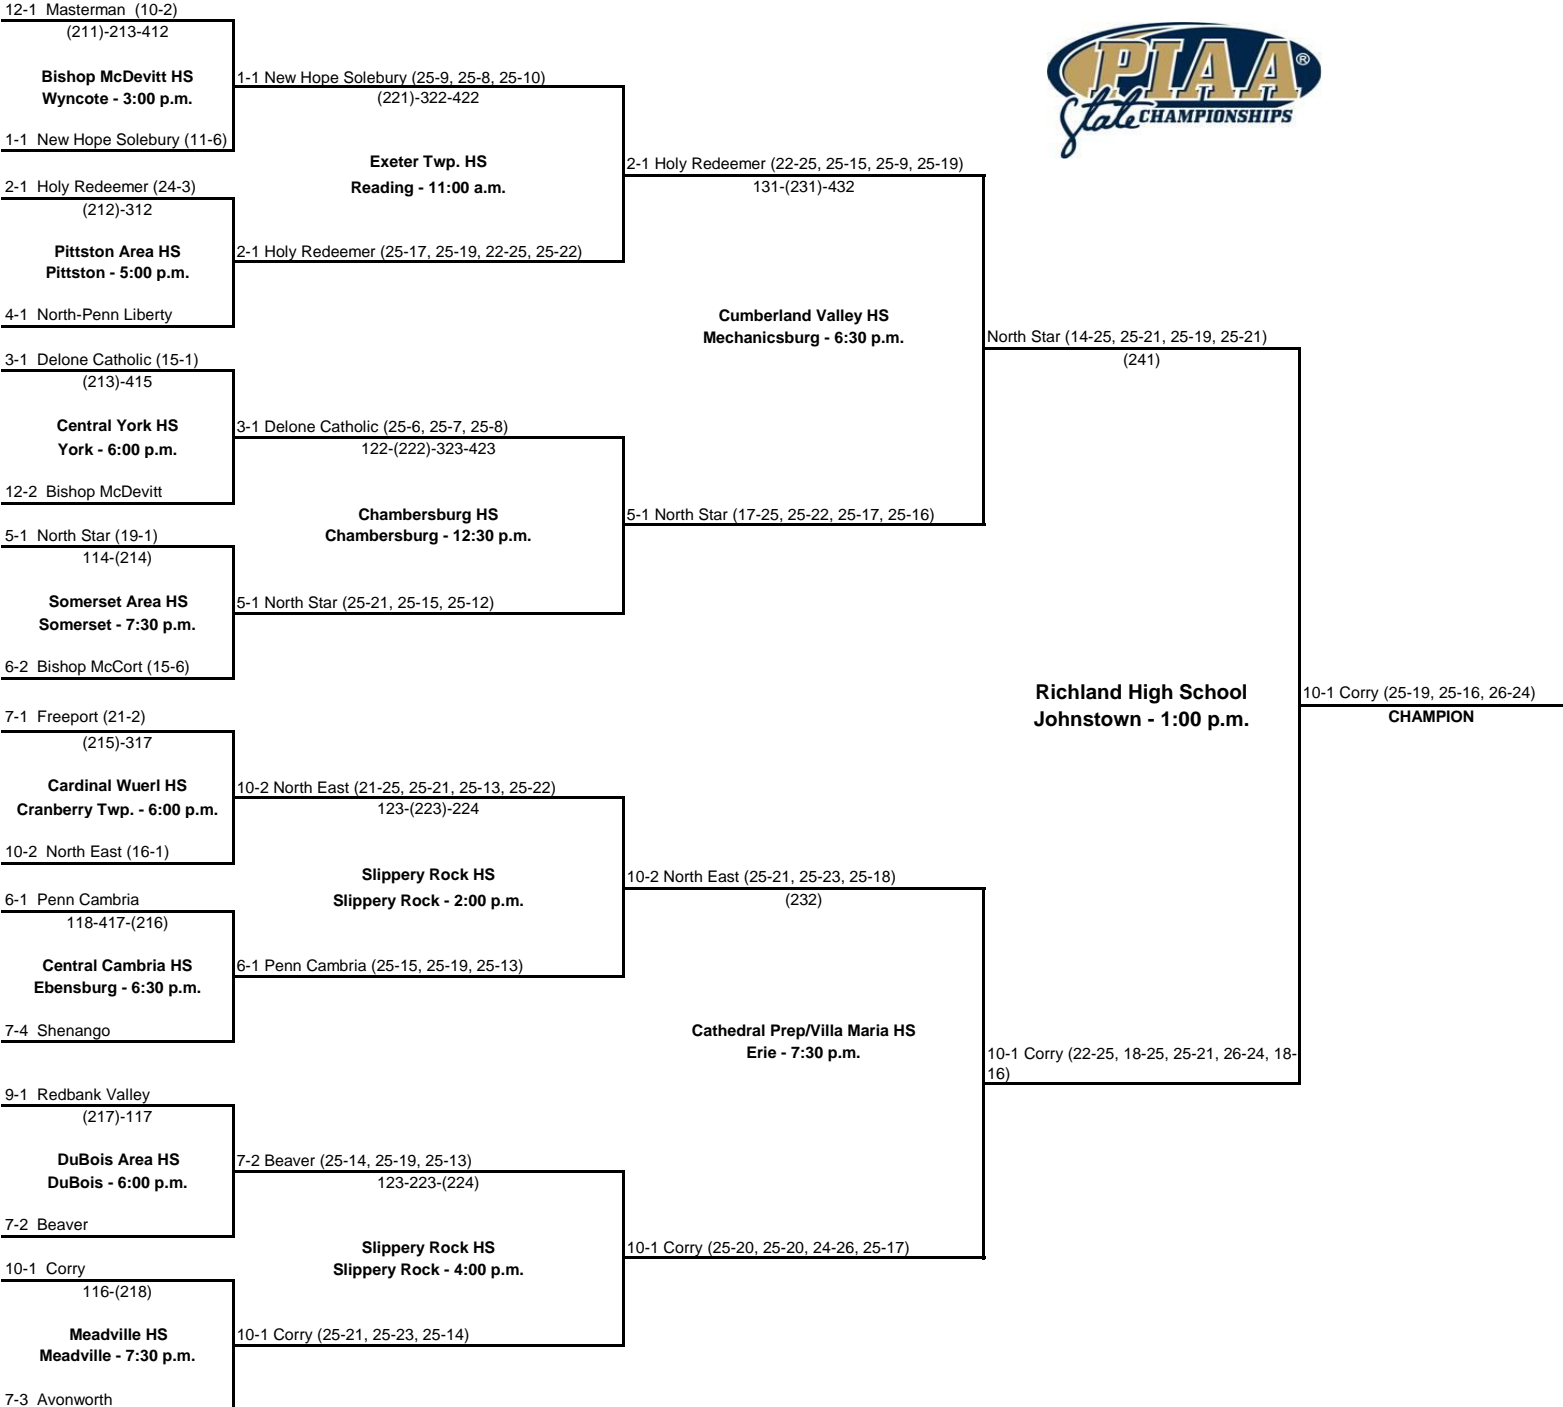 12-1 Masterman (10-2)
(211)-213-412
Bishop McDevitt HS
Wyncote - 3:00 p.m.
1-1 New Hope Solebury (11-6)
2-1 Holy Redeemer (24-3)
(212)-312
Pittston Area HS
Pittston - 5:00 p.m.
4-1 North-Penn Liberty
3-1 Delone Catholic (15-1)
(213)-415
Central York HS
York - 6:00 p.m.
12-2 Bishop McDevitt
5-1 North Star (19-1)
114-(214)
Somerset Area HS
Somerset - 7:30 p.m.
6-2 Bishop McCort (15-6)
7-1 Freeport (21-2)
(215)-317
Cardinal Wuerl HS
Cranberry Twp. - 6:00 p.m.
10-2 North East (16-1)
6-1 Penn Cambria
118-417-(216)
Central Cambria HS
Ebensburg - 6:30 p.m.
7-4 Shenango
9-1 Redbank Valley
(217)-117
DuBois Area HS
DuBois - 6:00 p.m.
7-2 Beaver
10-1 Corry
116-(218)
Meadville HS
Meadville - 7:30 p.m.
7-3 Avonworth
1-1 New Hope Solebury (25-9, 25-8, 25-10)
(221)-322-422
Exeter Twp. HS
Reading - 11:00 a.m.
2-1 Holy Redeemer (25-17, 25-19, 22-25, 25-22)
3-1 Delone Catholic (25-6, 25-7, 25-8)
122-(222)-323-423
Chambersburg HS
Chambersburg - 12:30 p.m.
5-1 North Star (25-21, 25-15, 25-12)
10-2 North East (21-25, 25-21, 25-13, 25-22)
123-(223)-224
Slippery Rock HS
Slippery Rock - 2:00 p.m.
6-1 Penn Cambria (25-15, 25-19, 25-13)
7-2 Beaver (25-14, 25-19, 25-13)
123-223-(224)
Slippery Rock HS
Slippery Rock - 4:00 p.m.
10-1 Corry (25-21, 25-23, 25-14)
2-1 Holy Redeemer (22-25, 25-15, 25-9, 25-19)
131-(231)-432
Cumberland Valley HS
Mechanicsburg - 6:30 p.m.
5-1 North Star (17-25, 25-22, 25-17, 25-16)
10-2 North East (25-21, 25-23, 25-18)
(232)
Cathedral Prep/Villa Maria HS
Erie - 7:30 p.m.
10-1 Corry (25-20, 25-20, 24-26, 25-17)
PIAA®
State CHAMPIONSHIPS
North Star (14-25, 25-21, 25-19, 25-21)
(241)
Richland High School
Johnstown - 1:00 p.m.
10-1 Corry (22-25, 18-25, 25-21, 26-24, 18-
16)
10-1 Corry (25-19, 25-16, 26-24)
CHAMPION